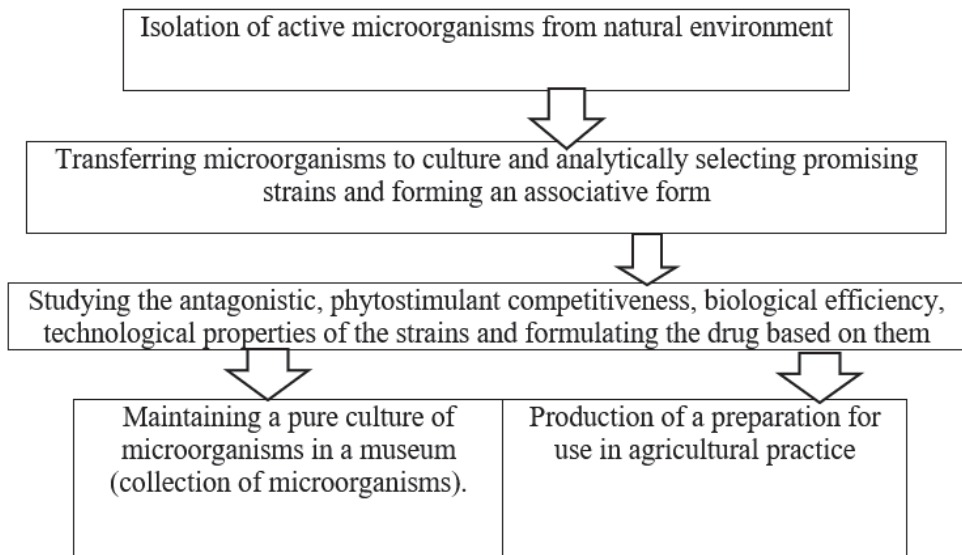 Isolation of active microorganisms from natural environment
Transferring microorganisms to culture and analytically selecting promising
strains and forming an associative form
Studying the antagonistic, phytostimulant competitiveness, biological efficiency,
technological properties of the strains and formulating the drug based on them
Maintaining a pure culture of
microorganisms in a museum
(collection of microorganisms).
Production of a preparation for
use in agricultural practice